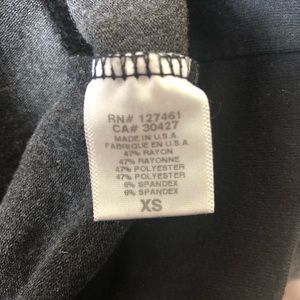 RN# 127461
CA# 30427
MADE IN U.S.A.
FABRIQUE EN U.S.A.
47% RAYON
47% RAYONNE
47% POLYESTER
47% POLYESTER
6% SPANDEX
6% SPANDEX
XS